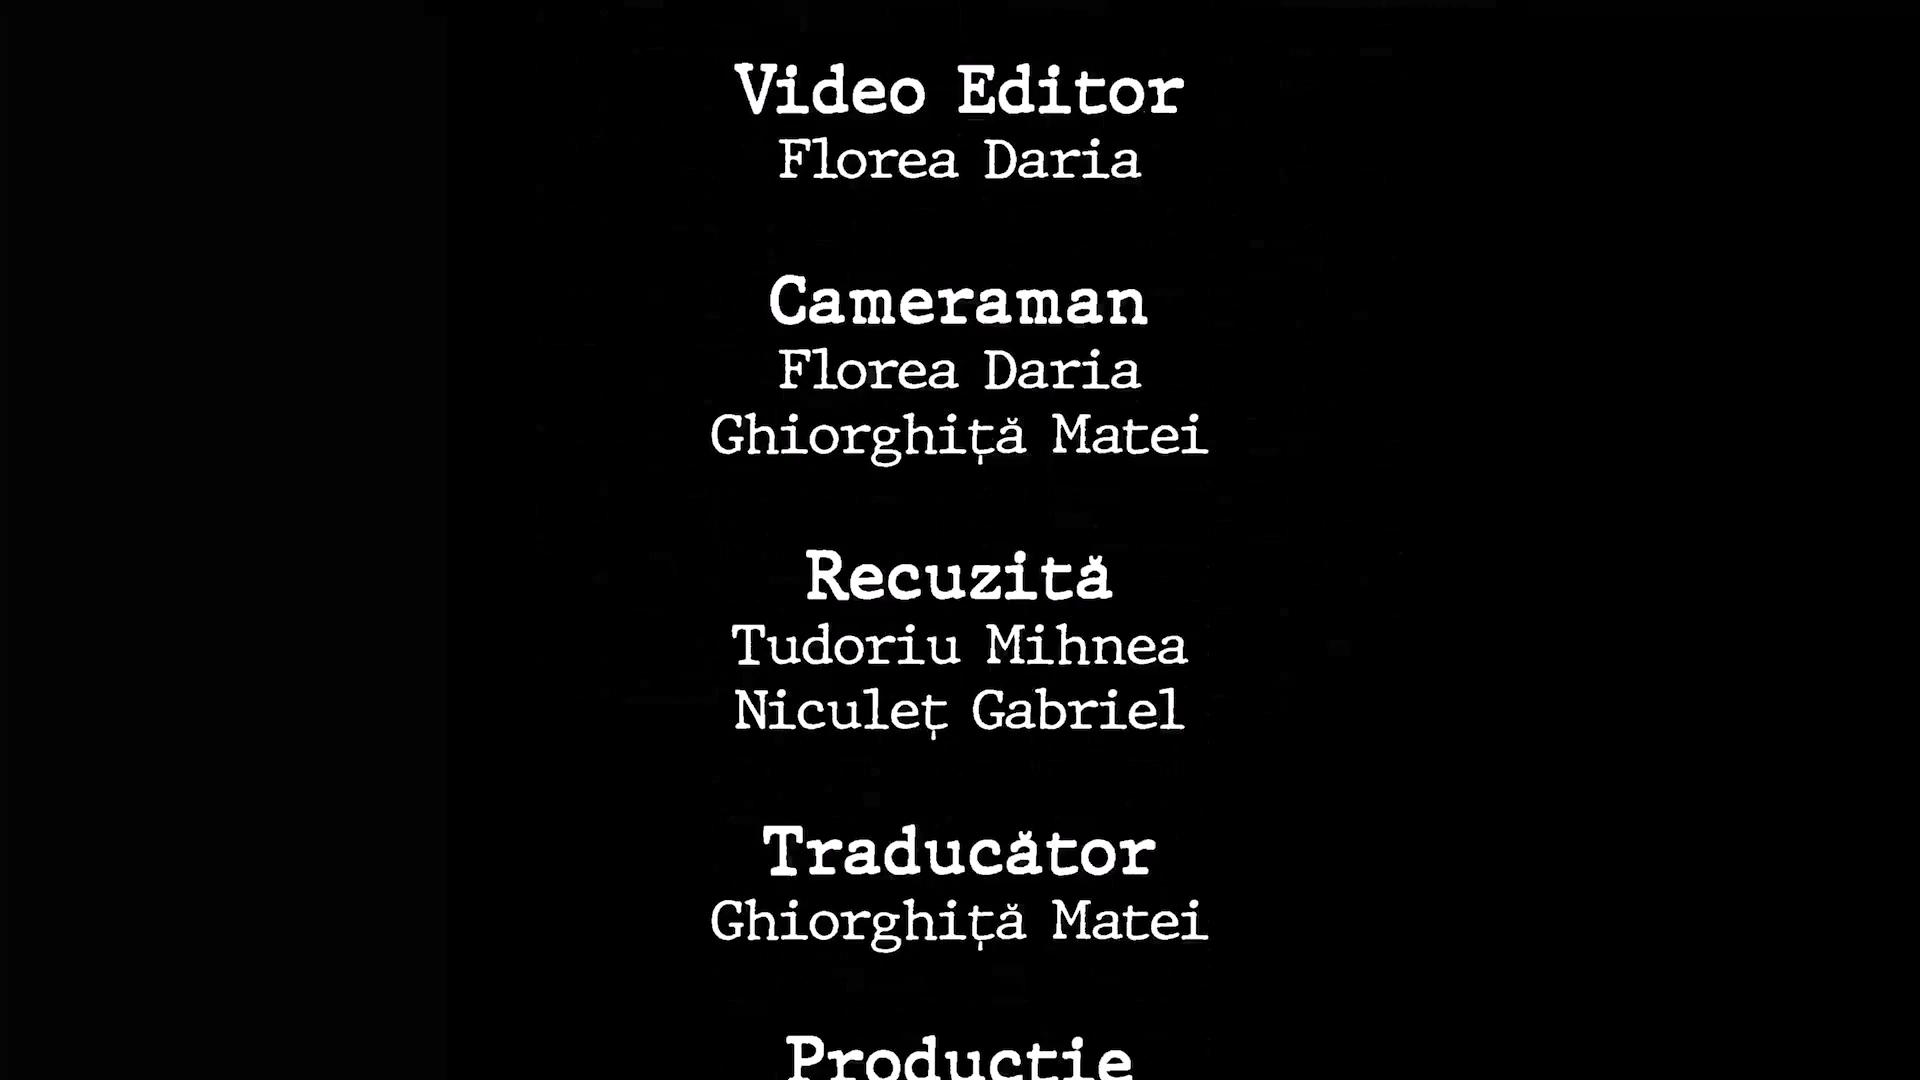 Video Editor
Florea Daria
Cameraman
Florea Daria
Ghiorghiță Matei
Recuzită
Tudoriu Mihnea
Niculeț Gabriel
Traducător
Ghiorghiță Matei
Producție